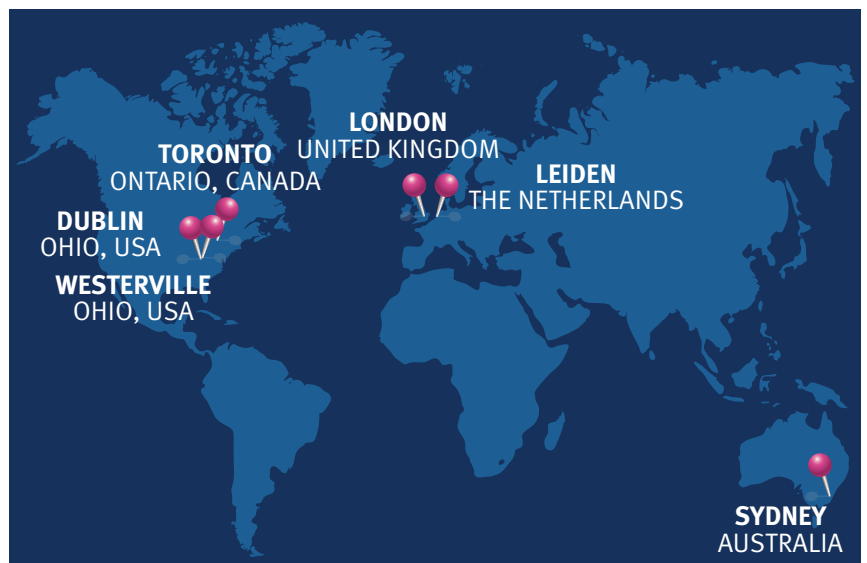 LONDON
UNITED KINGDOM
TORONTO
ONTARIO, CANADA
LEIDEN
THE NETHERLANDS
DUBLIN
OHIO, USA
WESTERVILLE
OHIO, USA
SYDNEY
AUSTRALIA